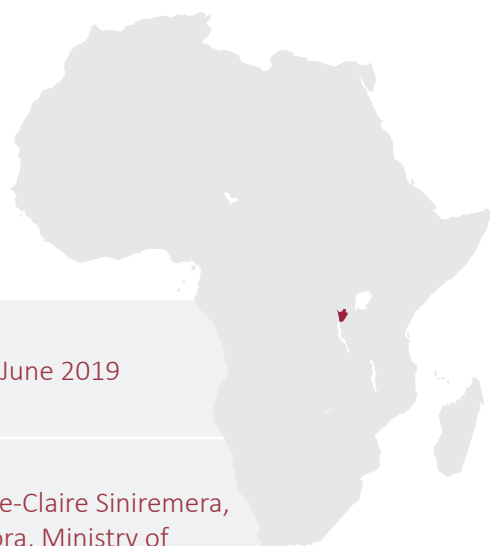 June 2019
e-Claire Siniremera,
ora, Ministry of